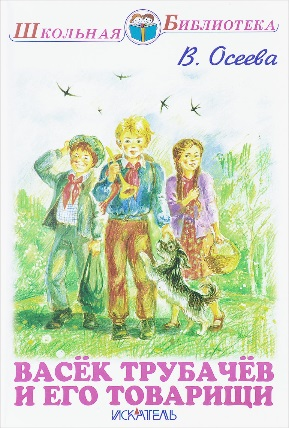 Школьная Библиотека
В. Осеева
ВАСЁК ТРУБАЧЁВ
И ЕГО ТОВАРИЩИ
ИСКАТЕЛЬ